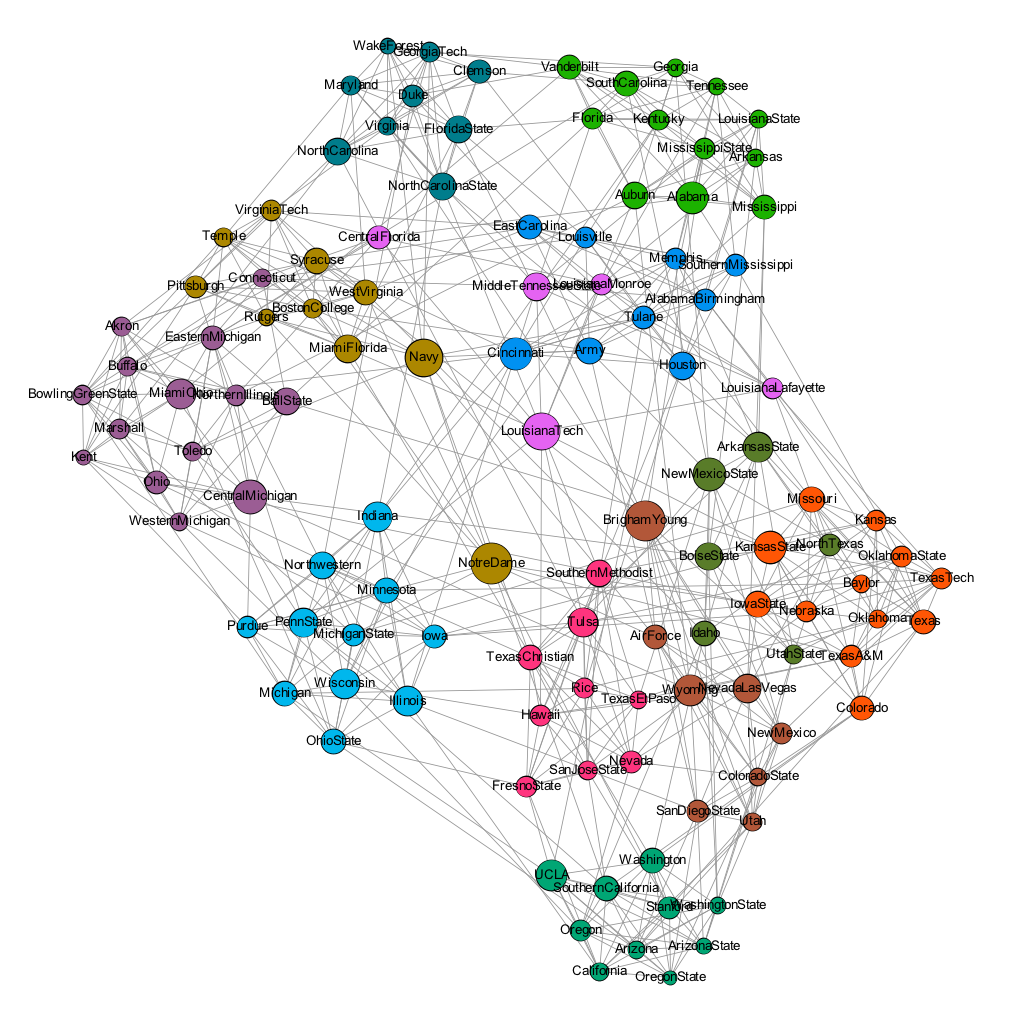 WakeForest
GeorgiaTech
Clemson
Maryland
Duke
Virginia
FloridaState
NorthCarolina
NorthCarolinaState
Vanderbilt
Georgia
SouthCarolina
Tennessee
Florida
Kentucky
LouisianaState
MississippiState
Arkansas
Auburn
Alabama
Mississippi
VirginiaTech
Temple
CentralFlorida
EastCarolina
Louisville
Syracuse
Connecticut
Pittsburgh
WestVirginia
BostonCollege
Rutgers
Memphis
SouthernMississippi
MiddleTennesseeState
LouisianaMonroe
AlabamaBirmingham
Tulane
Akron
EasternMichigan
MiamiFlorida
Navy
Cincinnati
Army
Houston
Buffalo
BowlingGreenState
MiamiOhio
NorthernIllinois
BallState
LouisianaLafayette
Marshall
Kent
Toledo
LouisianaTech
ArkansasState
Ohio
CentralMichigan
NewMexicoState
WesternMichigan
Indiana
BrighamYoung
Missouri
Kansas
KansasState
NorthTexas
OklahomaState
Northwestern
NotreDame
SouthernMethodist
BoiseState
TexasTech
Baylor
Minnesota
IowaState
Nebraska
Oklahoma
Texas
Purdue
PennState
MichiganState
Iowa
Tulsa
AirForce
Idaho
UtahState
TexasA&M
TexasChristian
Wisconsin
Michigan
Illinois
Rice
TexasElPaso
Wyoming
NevadaLasVegas
Hawaii
Colorado
OhioState
NewMexico
SanJoseState
Nevada
FresnoState
ColoradoState
SanDiegoState
Utah
Washington
UCLA
SouthernCalifornia
Stanford
WashingtonState
Oregon
Arizona
ArizonaState
California
OregonState